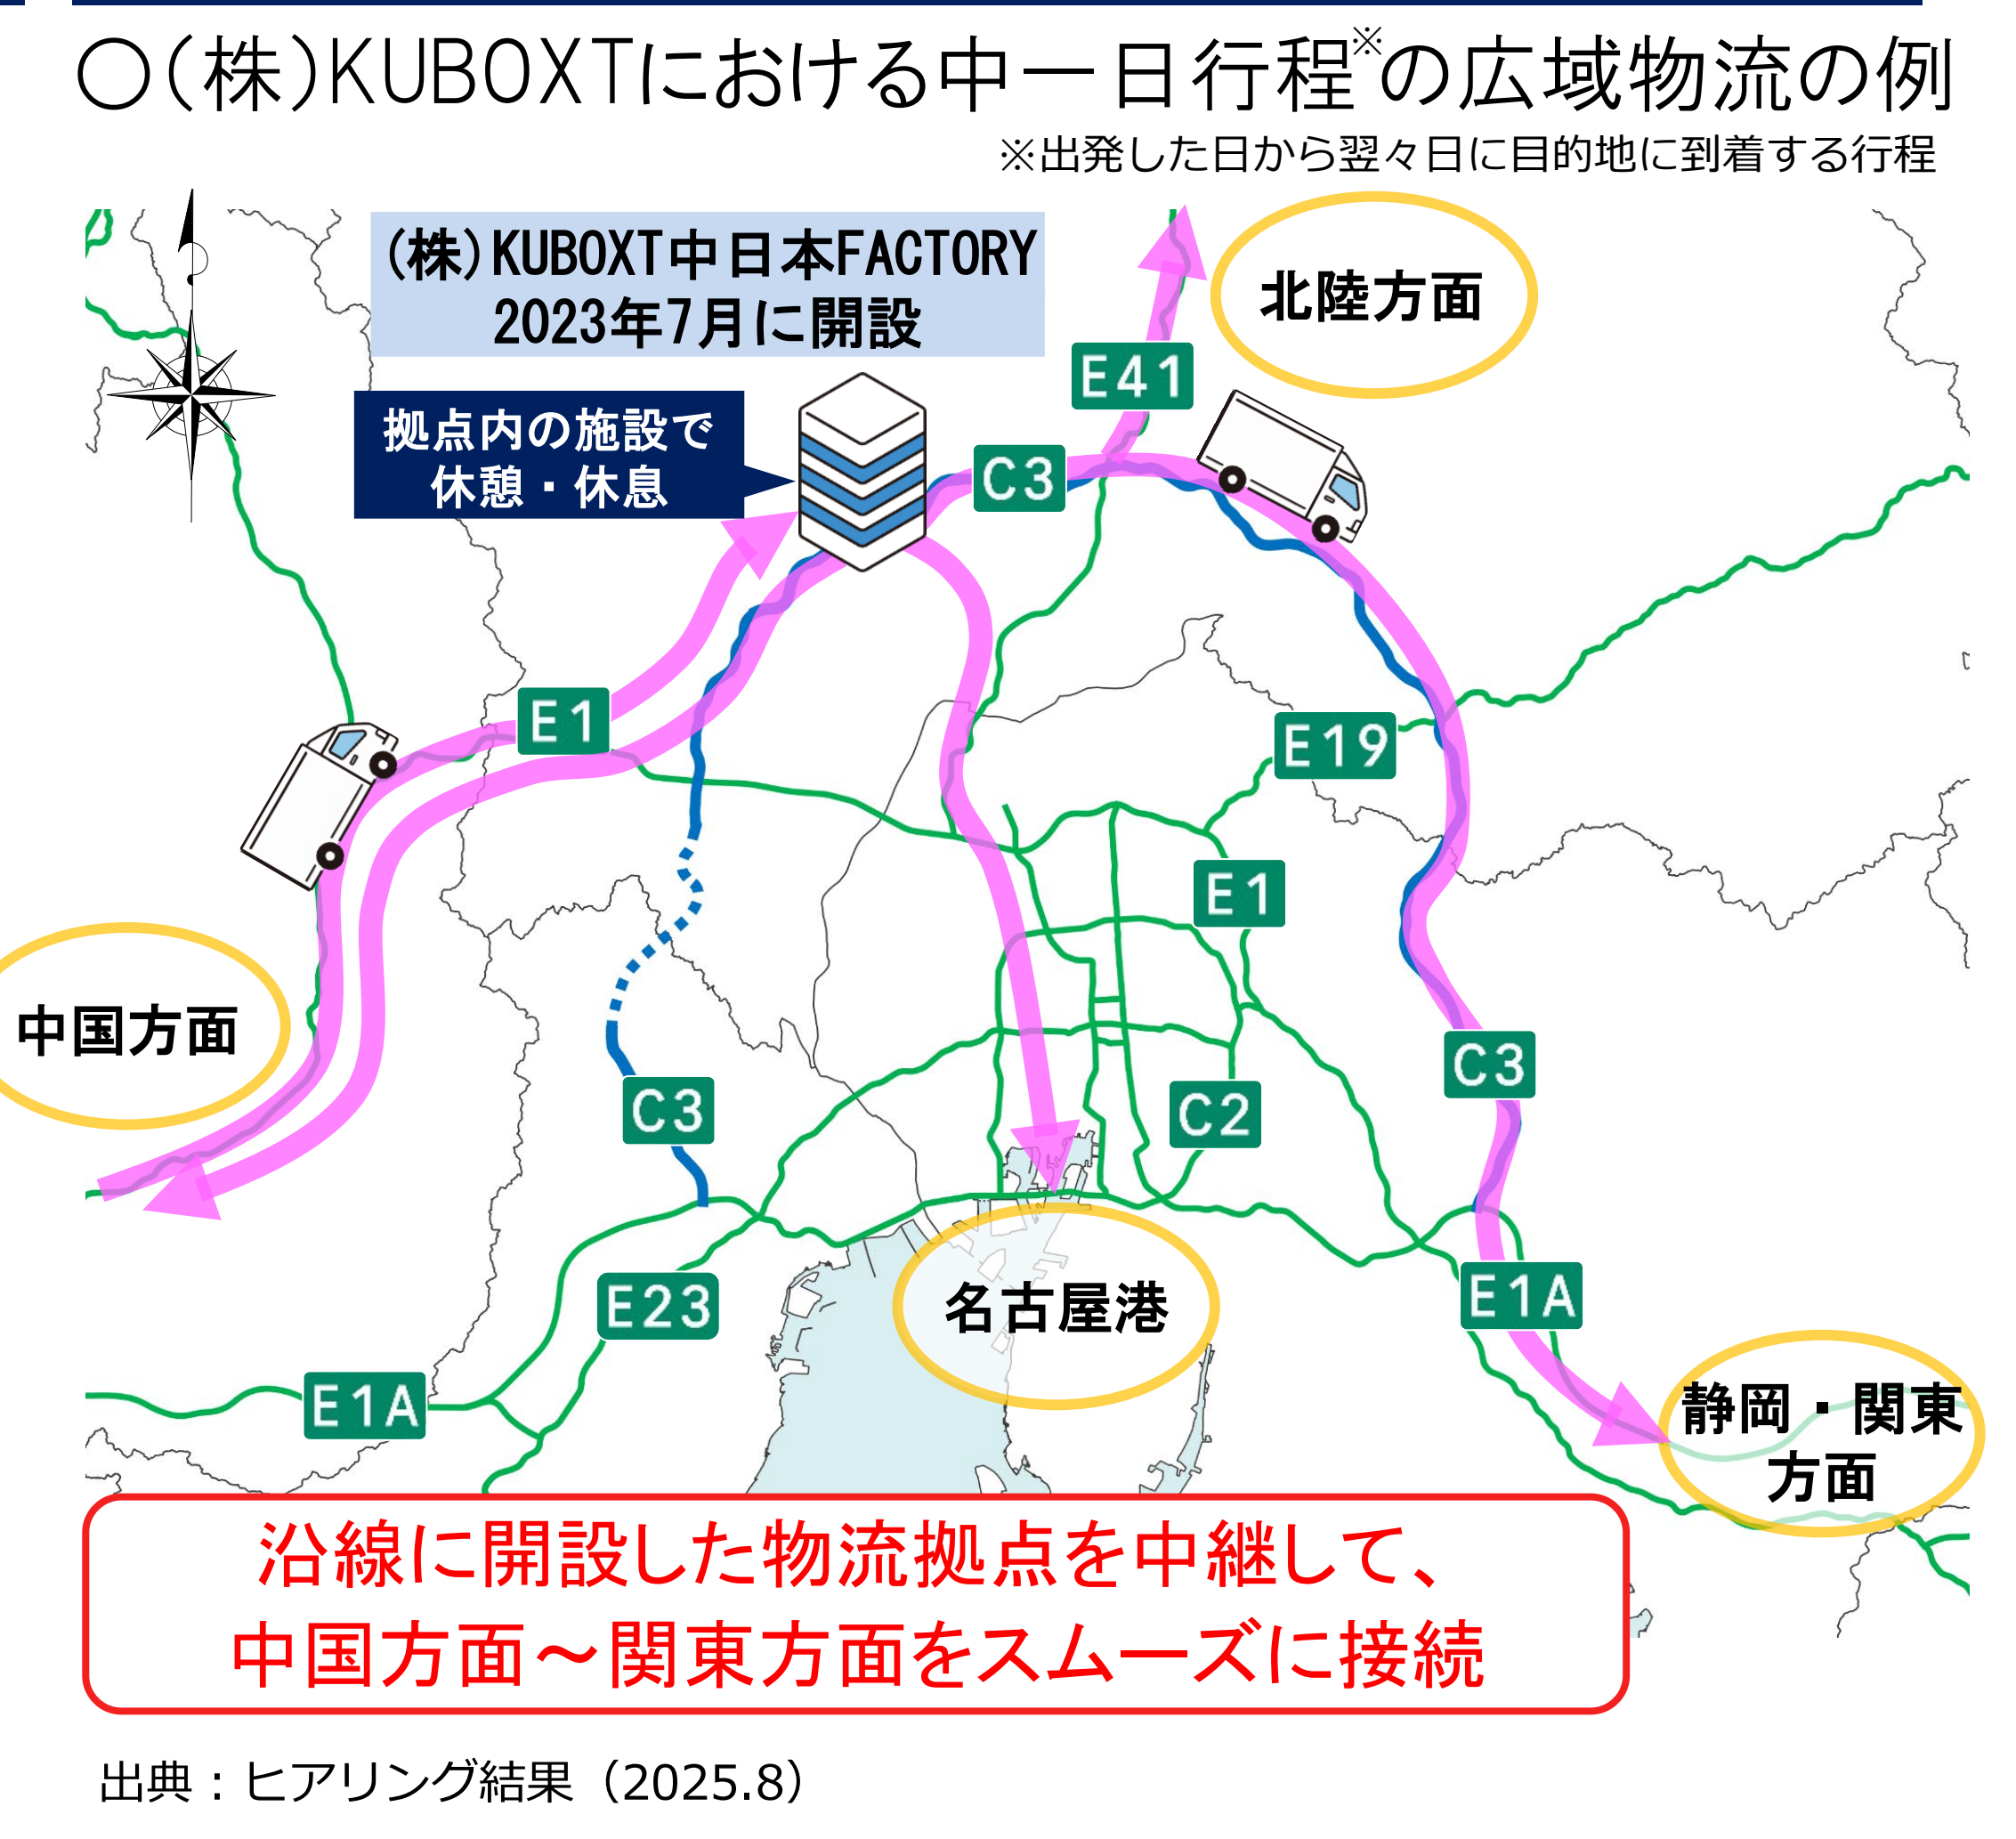 〇(株)KUBOXTにおける中一日行程※の広域物流の例
※出発した日から翌々日に目的地に到着する行程
(株)KUBOXT中日本FACTORY
2023年7月に開設
北陸方面
E41
拠点内の施設で
休憩・休息
C3
E1
E19
E1
中国方面
C3
C3
C2
E23
名古屋港
E1A
E1A
静岡・関東
方面
沿線に開設した物流拠点を中継して、
中国方面～関東方面をスムーズに接続
出典：ヒアリング結果（2025.8）